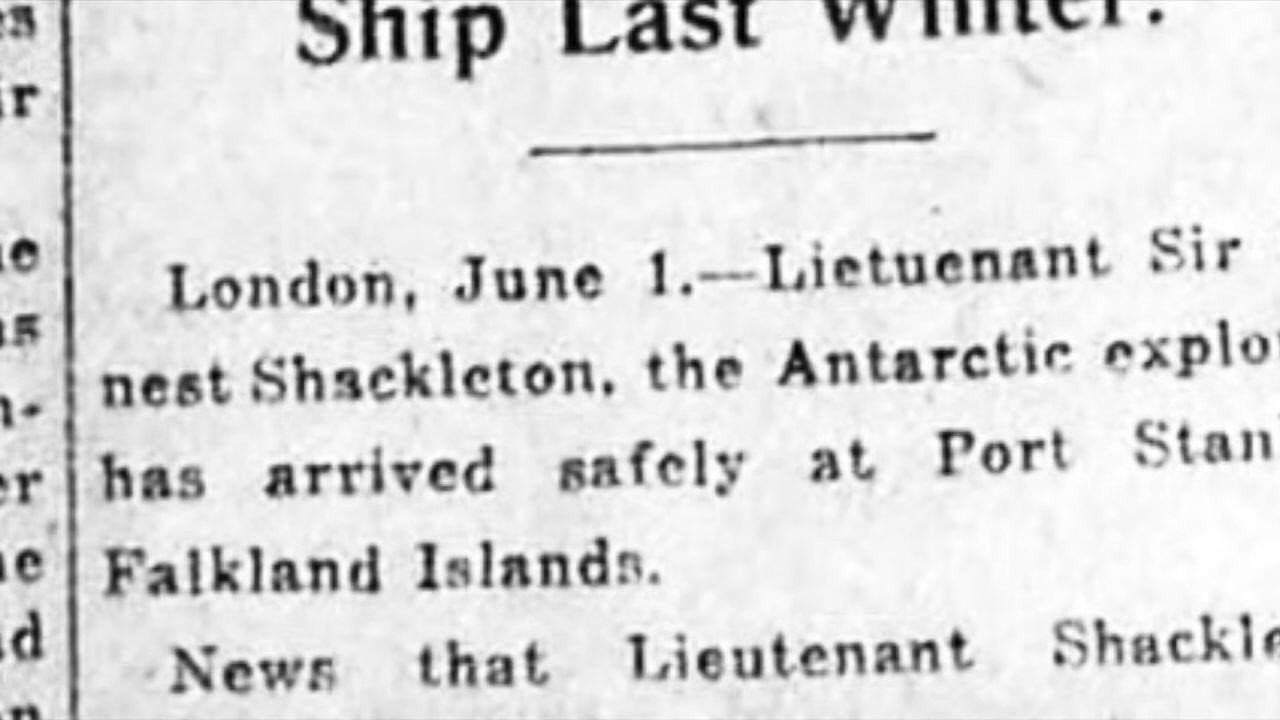 Ship Last Winter.
London, June 1.—Lietuenant Sir
nest Shackleton, the Antarctic explo
has arrived safely at Port Stan
Falkland Islands.
News that Lieutenant Shackle